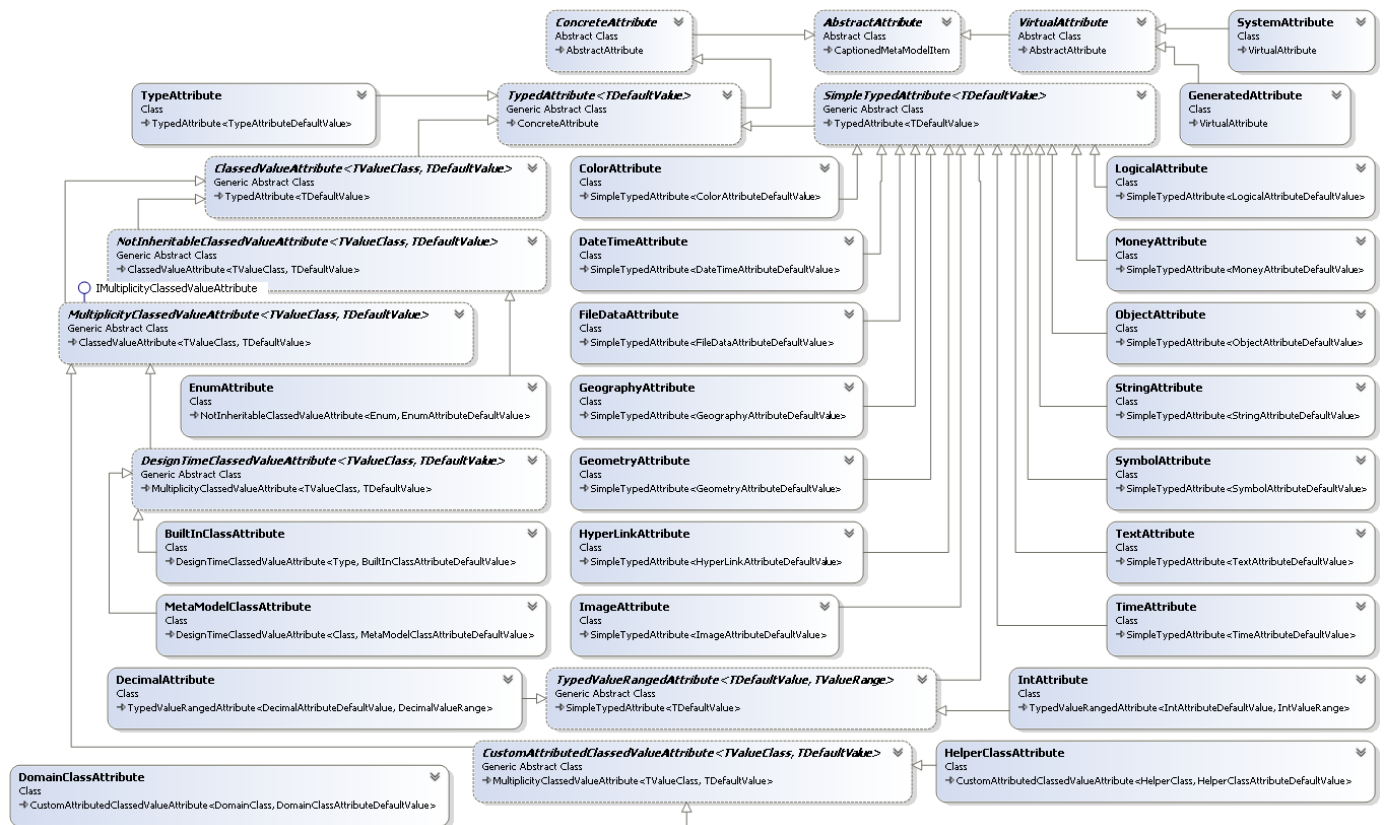 ConcreteAttribute
Abstract Class
AbstractAttribute
AbstractAttribute
Abstract Class
CaptionedMetaModelItem
VirtualAttribute
Abstract Class
AbstractAttribute
SystemAttribute
Class
VirtualAttribute
TypeAttribute
Class
TypedAttribute<TypeAttributeDefaultValue>
TypedAttribute<TDefaultValue>
Generic Abstract Class
ConcreteAttribute
SimpleTypedAttribute<TDefaultValue>
Generic Abstract Class
TypedAttribute<TDefaultValue>
GeneratedAttribute
Class
VirtualAttribute
ClassedValueAttribute<TValueClass, TDefaultValue>
Generic Abstract Class
TypedAttribute<TDefaultValue>
ColorAttribute
Class
SimpleTypedAttribute<ColorAttributeDefaultValue>
LogicalAttribute
Class
SimpleTypedAttribute<LogicalAttributeDefaultValue>
NotInheritableClassedValueAttribute<TValueClass, TDefaultValue>
Generic Abstract Class
ClassedValueAttribute<TValueClass, TDefaultValue>
DateTimeAttribute
Class
SimpleTypedAttribute<DateTimeAttributeDefaultValue>
MoneyAttribute
Class
SimpleTypedAttribute<MoneyAttributeDefaultValue>
IMultiplicityClassedValueAttribute
MultiplicityClassedValueAttribute<TValueClass, TDefaultValue>
Generic Abstract Class
ClassedValueAttribute<TValueClass, TDefaultValue>
FileDataAttribute
Class
SimpleTypedAttribute<FileDataAttributeDefaultValue>
ObjectAttribute
Class
SimpleTypedAttribute<ObjectAttributeDefaultValue>
EnumAttribute
Class
NotInheritableClassedValueAttribute<Enum, EnumAttributeDefaultValue>
GeographyAttribute
Class
SimpleTypedAttribute<GeographyAttributeDefaultValue>
StringAttribute
Class
SimpleTypedAttribute<StringAttributeDefaultValue>
DesignTimeClassedValueAttribute<TValueClass, TDefaultValue>
Generic Abstract Class
MultiplicityClassedValueAttribute<TValueClass, TDefaultValue>
GeometryAttribute
Class
SimpleTypedAttribute<GeometryAttributeDefaultValue>
SymbolAttribute
Class
SimpleTypedAttribute<SymbolAttributeDefaultValue>
BuiltInClassAttribute
Class
DesignTimeClassedValueAttribute<Type, BuiltInClassAttributeDefaultValue>
HyperLinkAttribute
Class
SimpleTypedAttribute<HyperLinkAttributeDefaultValue>
TextAttribute
Class
SimpleTypedAttribute<TextAttributeDefaultValue>
MetaModelClassAttribute
Class
DesignTimeClassedValueAttribute<Class, MetaModelClassAttributeDefaultValue>
ImageAttribute
Class
SimpleTypedAttribute<ImageAttributeDefaultValue>
TimeAttribute
Class
SimpleTypedAttribute<TimeAttributeDefaultValue>
DecimalAttribute
Class
TypedValueRangedAttribute<DecimalAttributeDefaultValue, DecimalValueRange>
TypedValueRangedAttribute<TDefaultValue, TValueRange>
Generic Abstract Class
SimpleTypedAttribute<TDefaultValue>
IntAttribute
Class
TypedValueRangedAttribute<IntAttributeDefaultValue, IntValueRange>
CustomAttributedClassedValueAttribute<TValueClass, TDefaultValue>
Generic Abstract Class
MultiplicityClassedValueAttribute<TValueClass, TDefaultValue>
HelperClassAttribute
Class
CustomAttributedClassedValueAttribute<HelperClass, HelperClassAttributeDefaultValue>
DomainClassAttribute
Class
CustomAttributedClassedValueAttribute<DomainClass, DomainClassAttributeDefaultValue>